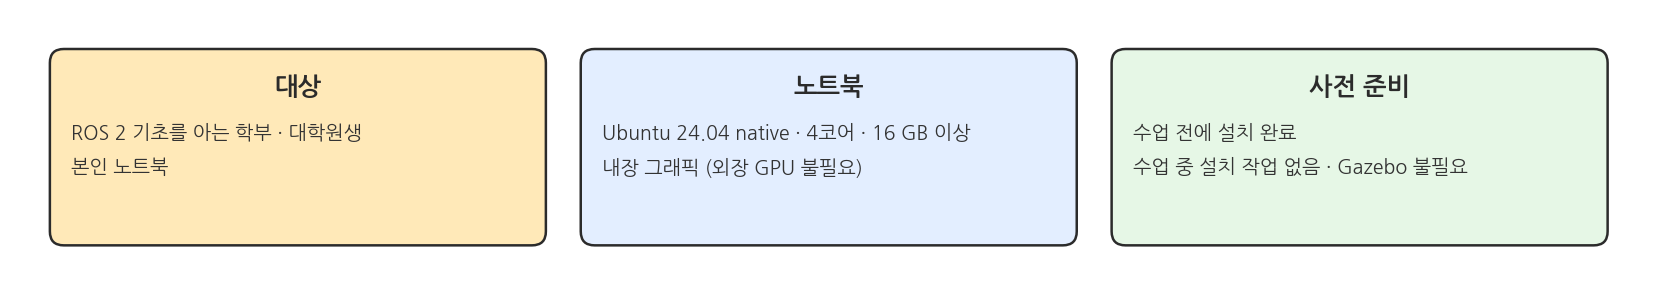 대상
ROS 2 기초를 아는 학부 · 대학원생
본인 노트북
노트북
Ubuntu 24.04 native · 4코어 · 16 GB 이상
내장 그래픽 (외장 GPU 불필요)
사전 준비
수업 전에 설치 완료
수업 중 설치 작업 없음 · Gazebo 불필요